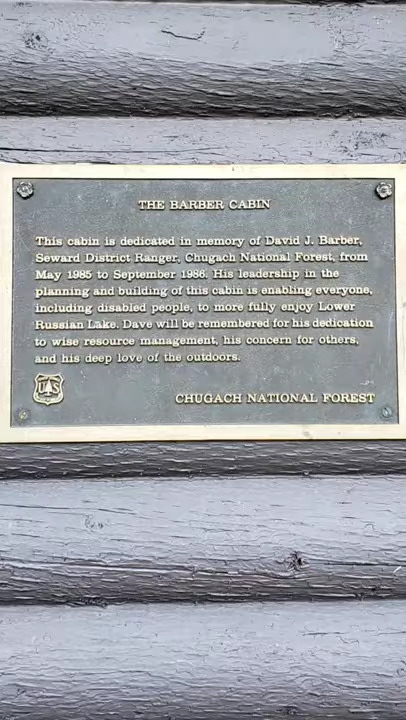 THE BARBER CABIN
This cabin is dedicated in memory of David J. Barber,
Seward District Ranger, Chugach National Forest, from
May 1985 to September 1986. His leadership in the
planning and building of this cabin is enabling everyone,
including disabled people, to more fully enjoy Lower
Russian Lake. Dave will be remembered for his dedication
to wise resource management, his concern for others,
and his deep love of the outdoors.
CHUGACH NATIONAL FOREST